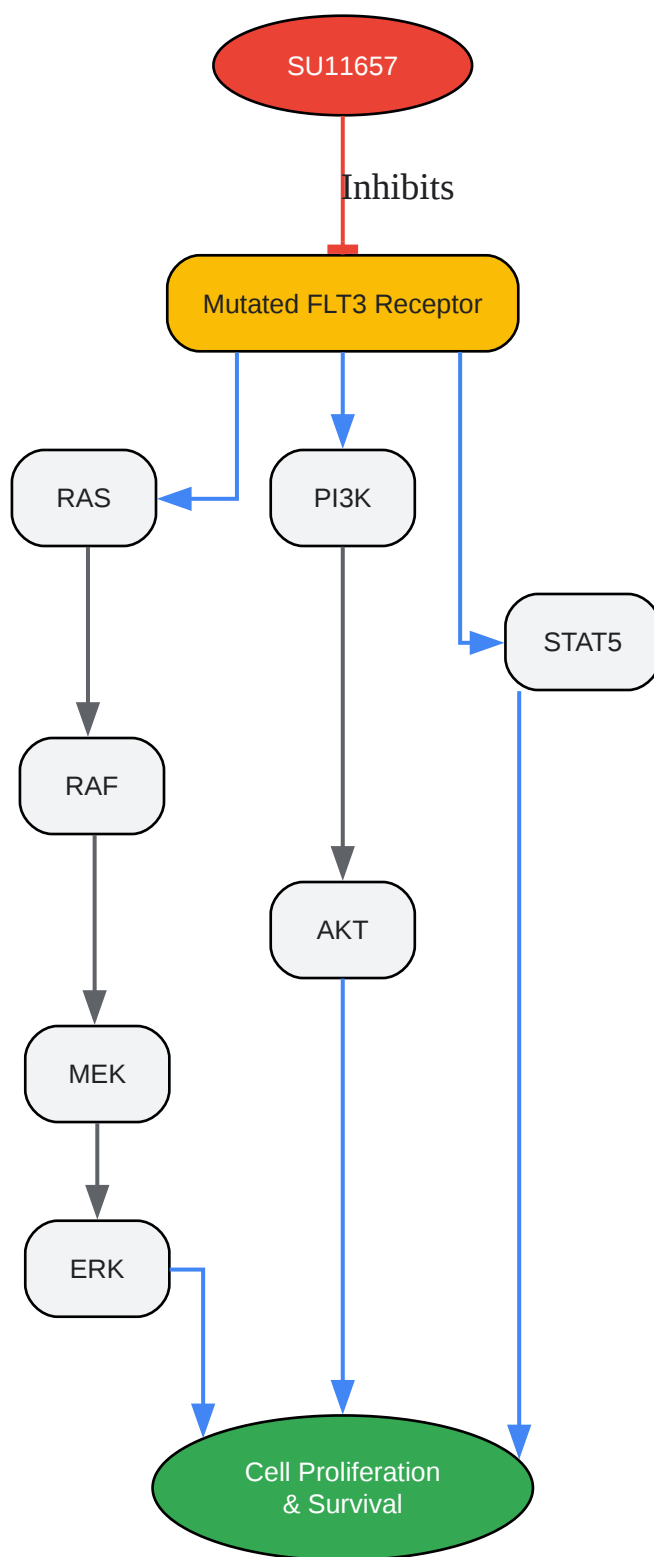 SU11657
Inhibits
Mutated FLT3 Receptor
RAS
PI3K
STAT5
RAF
AKT
MEK
ERK
Cell Proliferation
& Survival